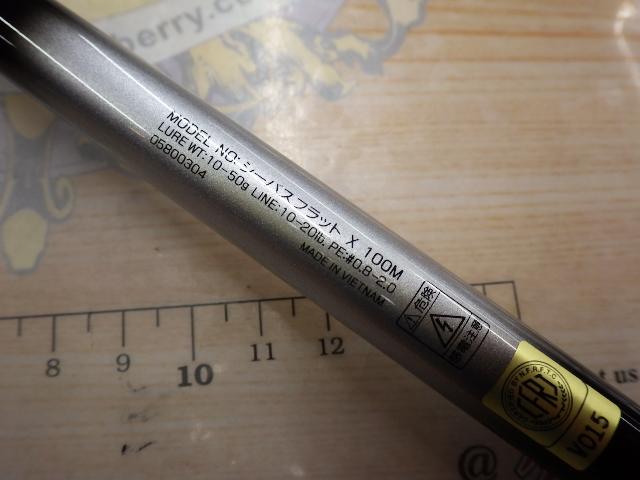 berry.c
MODEL NO:シーバスフラット X 100M
LURE WT:10-50g LINE:10-20lb. PE:#0.8-2.0
05800304
MADE IN VIETNAM
⚠危険
感電注意
V015
8 9 10 11 12
t us
@